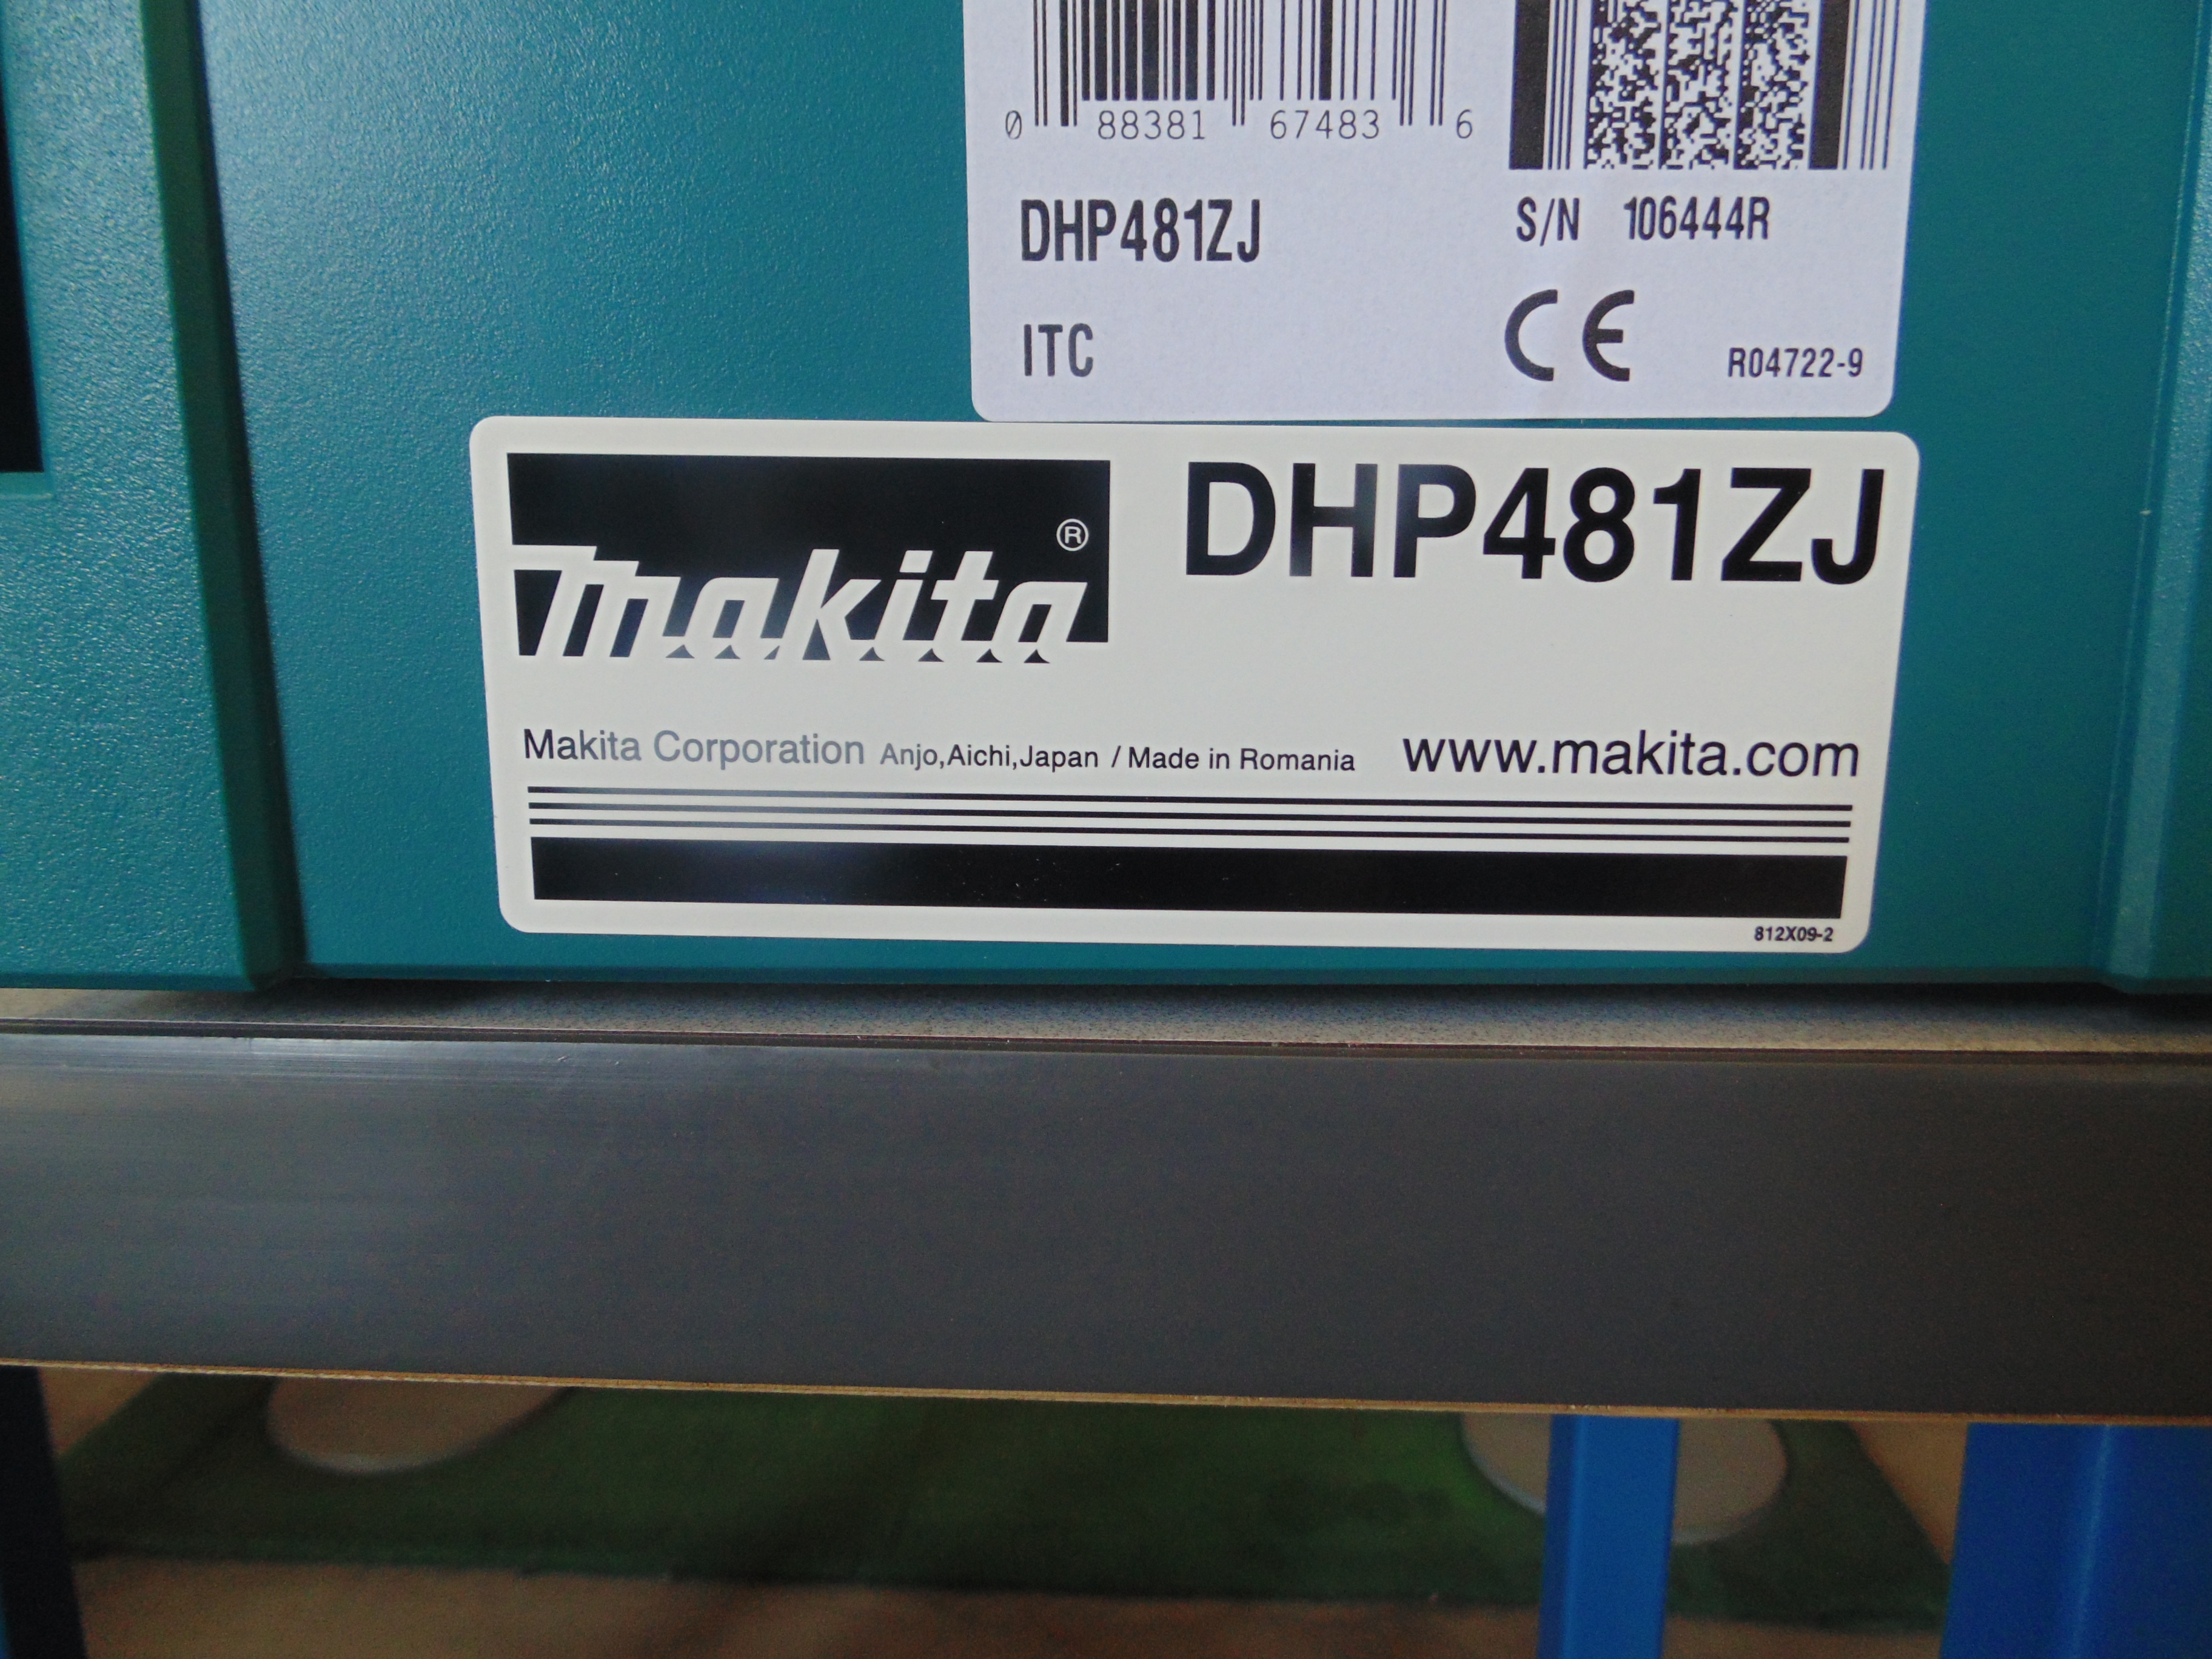 0 88381 67483 6
DHP481ZJ
S/N 106444R
ITC
CE
R04722-9
makita®
DHP481ZJ
Makita Corporation Anjo,Aichi,Japan / Made in Romania
www.makita.com
812X09-2